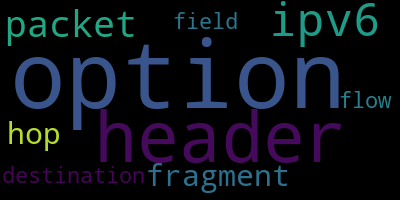 packet field ipv6
option
flow
hop header
destination fragment